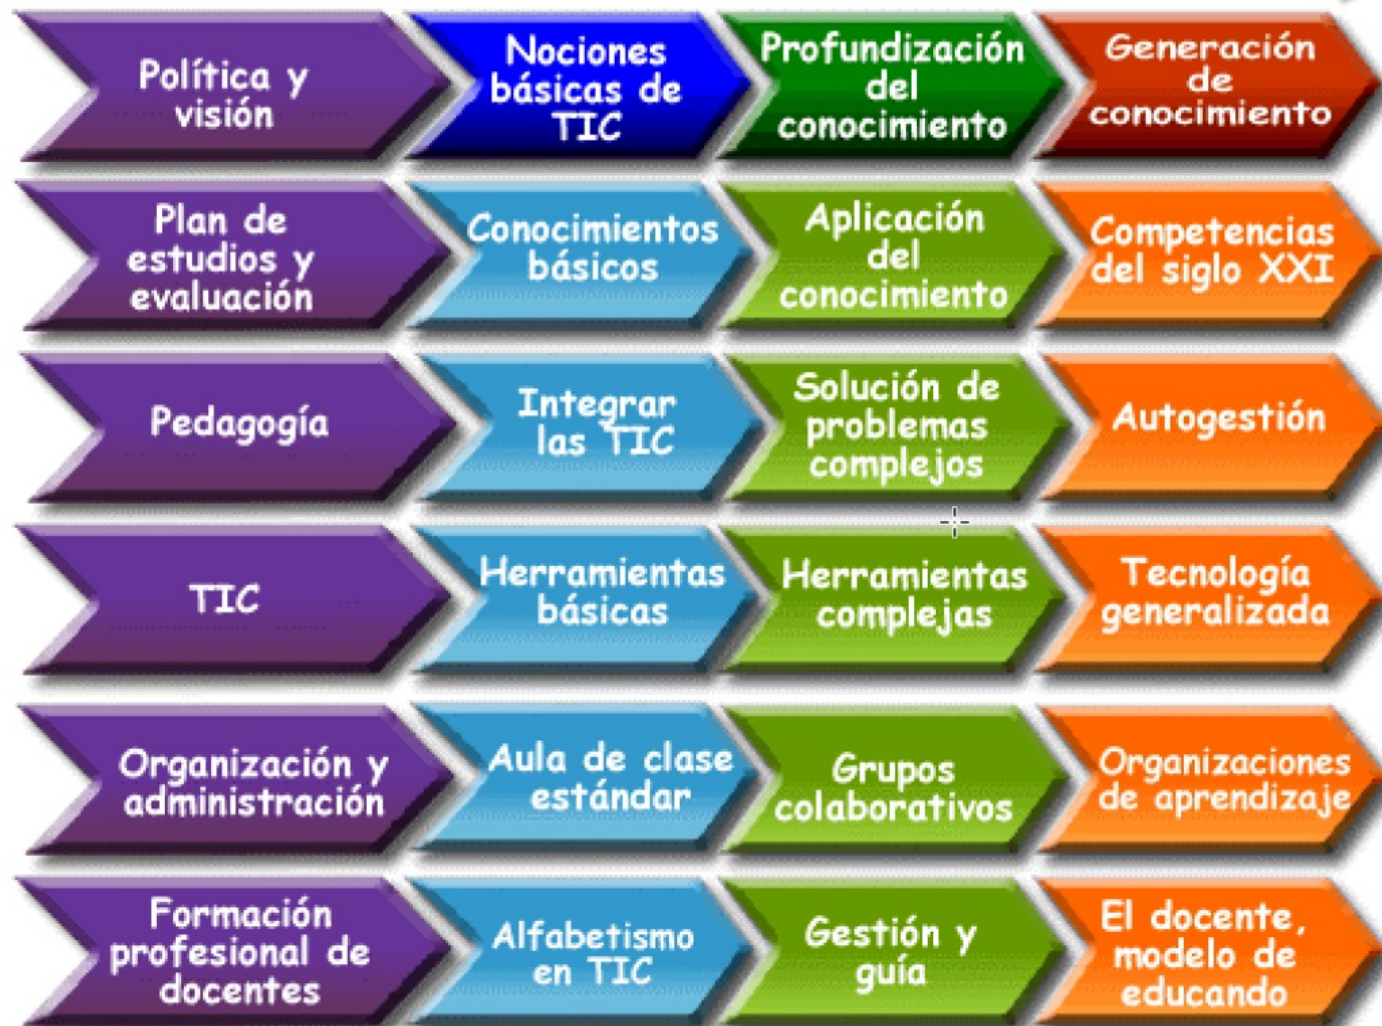 Política y
visión
Nociones
básicas de
TIC
Profundización
del
conocimiento
Generación
de
conocimiento
Plan de
estudios y
evaluación
Conocimientos
básicos
Aplicación
del
conocimiento
Competencias
del siglo XXI
Pedagogía
Integrar
las TIC
Solución de
problemas
complejos
Autogestión
TIC
Herramientas
básicas
Herramientas
complejas
Tecnología
generalizada
Organización y
administración
Aula de clase
estándar
Grupos
colaborativos
Organizaciones
de aprendizaje
Formación
profesional de
docentes
Alfabetismo
en TIC
Gestión y
guía
El docente,
modelo de
educando